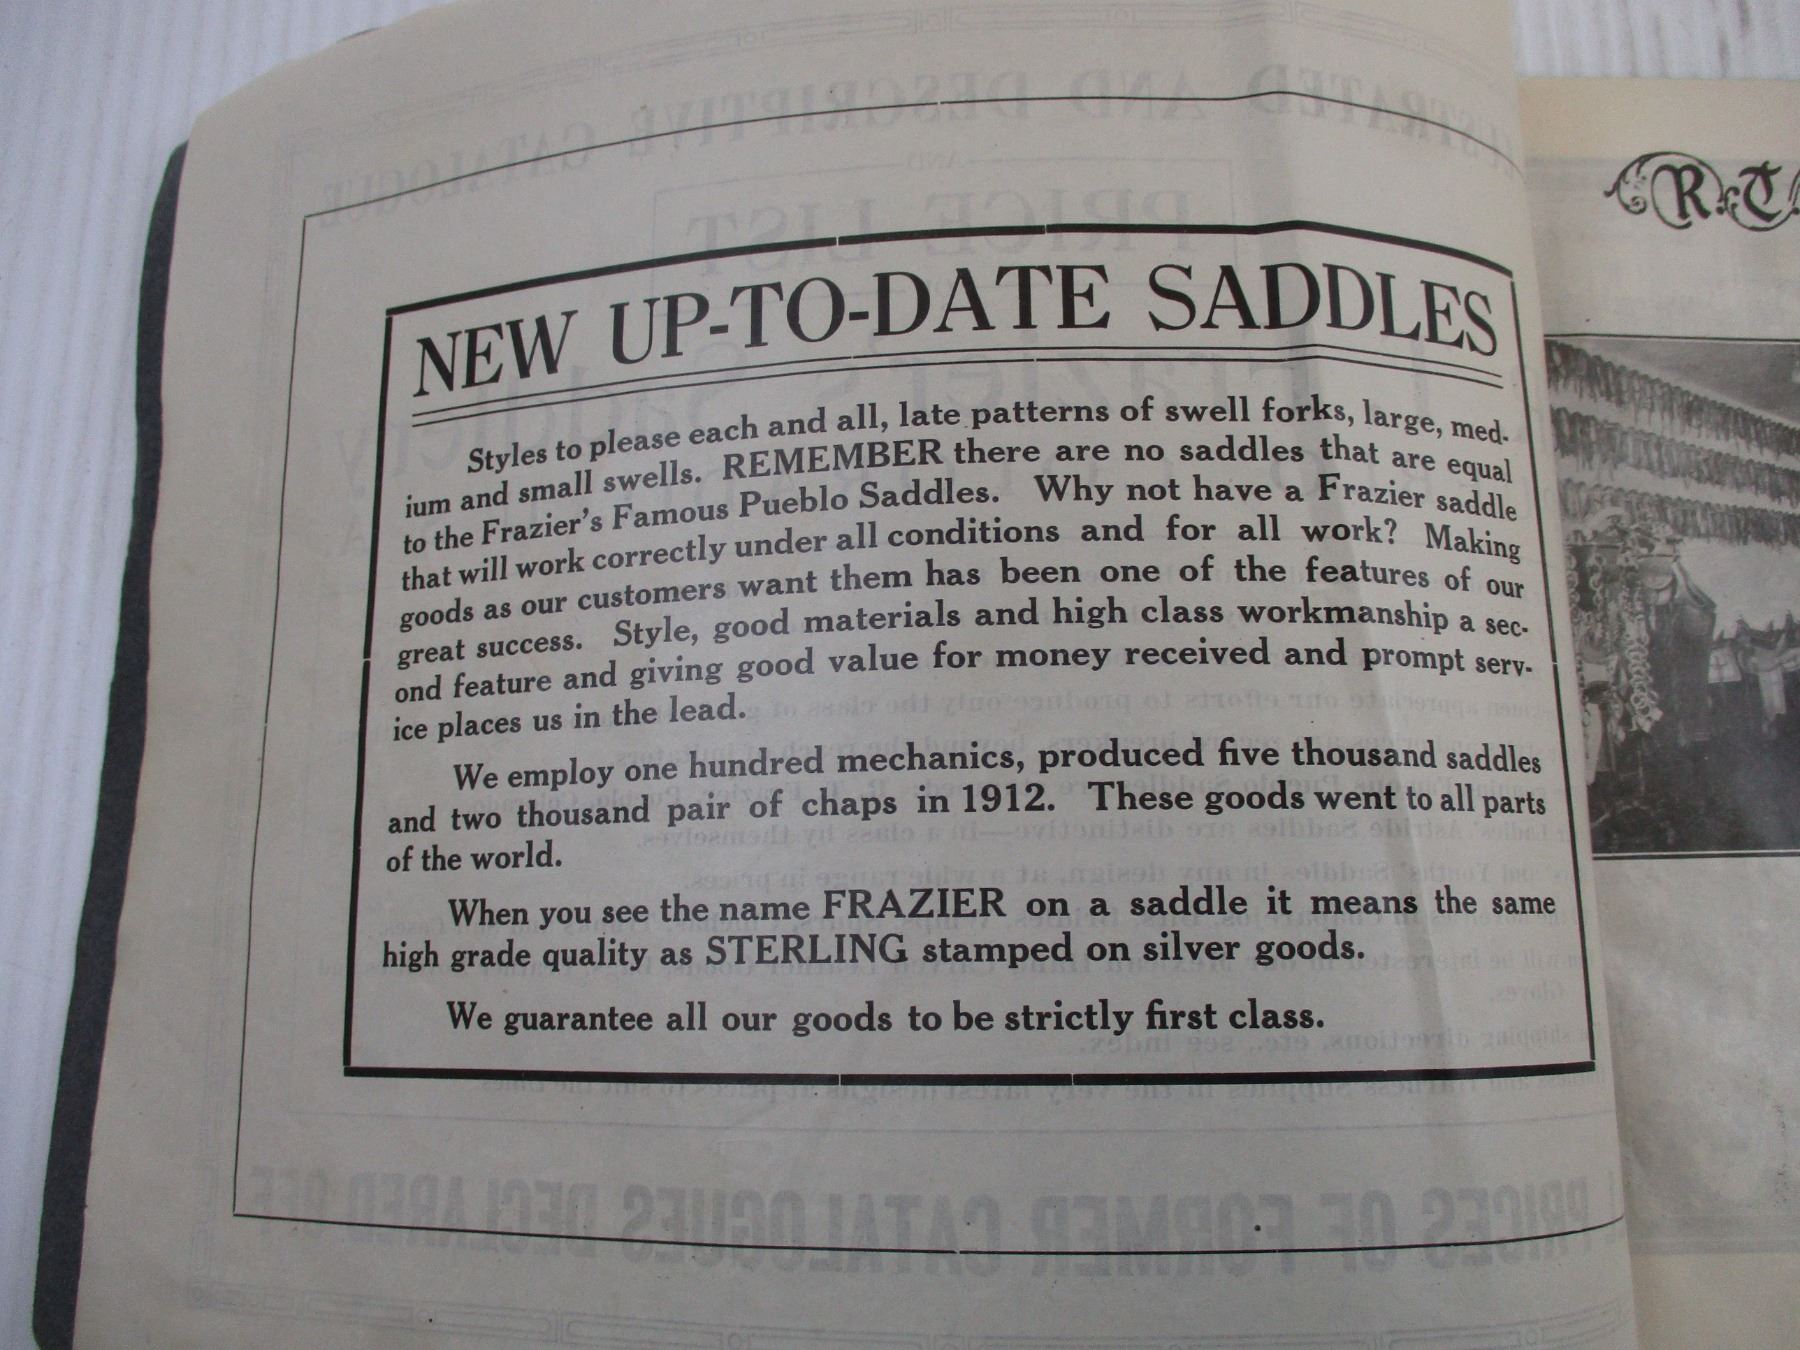 NEW UP-TO-DATE SADDLES
Styles to please each and all, late patterns of swell forks, large, med-
ium and small swells. REMEMBER there are no saddles that are equal
to the Frazier's Famous Pueblo Saddles. Why not have a Frazier saddle
that will work correctly under all conditions and for all work? Making
goods as our customers want them has been one of the features of our
great success. Style, good materials and high class workmanship a sec-
ond feature and giving good value for money received and prompt serv-
ice places us in the lead.
We employ one hundred mechanics, produced five thousand saddles
and two thousand pair of chaps in 1912. These goods went to all parts
of the world.
When you see the name FRAZIER on a saddle it means the same
high grade quality as STERLING stamped on silver goods.
We guarantee all our goods to be strictly first class.
R. T.